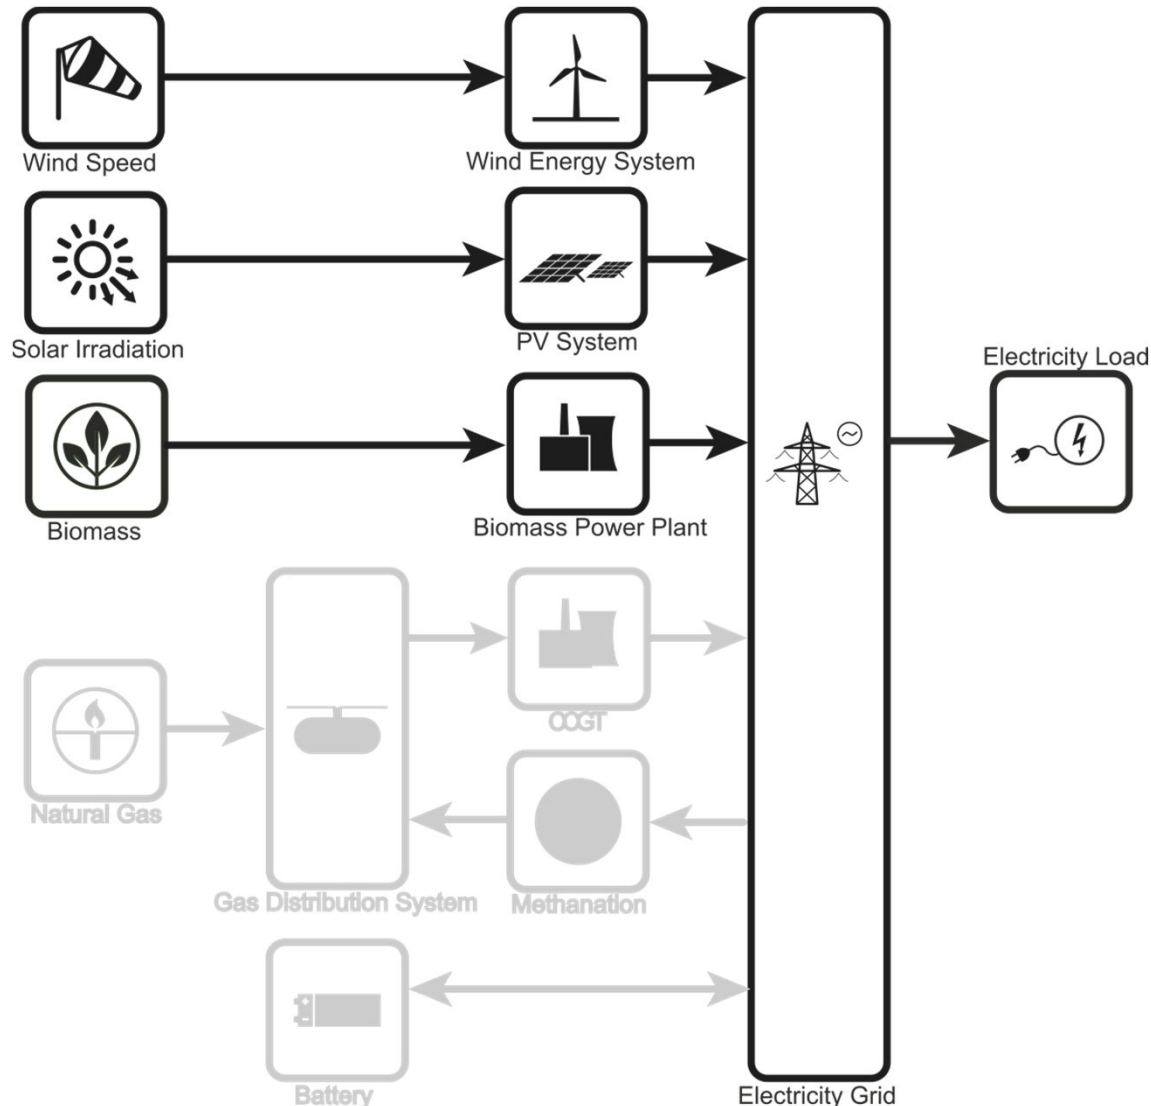 Wind Speed
Wind Energy System
Solar Irradiation
PV System
Electricity Load
Biomass
Biomass Power Plant
CCGT
Natural Gas
Gas Distribution System
Methanation
Battery
Electricity Grid